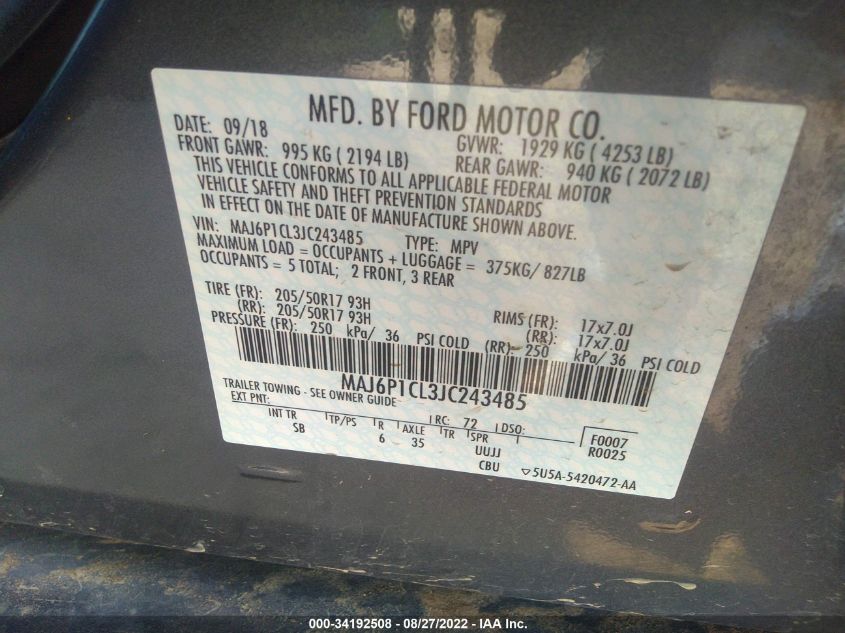 MFD. BY FORD MOTOR CO.
DATE: 09/18 GVWR: 1929 KG ( 4253 LB)
FRONT GAWR: 995 KG ( 2194 LB) REAR GAWR: 940 KG ( 2072 LB)
THIS VEHICLE CONFORMS TO ALL APPLICABLE FEDERAL MOTOR
VEHICLE SAFETY AND THEFT PREVENTION STANDARDS
IN EFFECT ON THE DATE OF MANUFACTURE SHOWN ABOVE.
VIN: MAJ6P1CL3JC243485 TYPE: MPV
MAXIMUM LOAD = OCCUPANTS + LUGGAGE = 375KG/ 827LB
OCCUPANTS = 5 TOTAL; 2 FRONT, 3 REAR
TIRE (FR): 205/50R17 93H RIMS (FR): 17x7.0J
(RR): 205/50R17 93H (RR): 17x7.0J
PRESSURE (FR): 250 kPa/ 36 PSI COLD (RR): 250 kPa/ 36 PSI COLD
MAJ6P1CL3JC243485
TRAILER TOWING - SEE OWNER GUIDE
EXT PNT: RC: 72 DSO:
INT TR TP/PS R AXLE TR SPR F0007
SB 6 35 UUJJ R0025
CBU 5U5A-5420472-AA
000-34192508 - 08/27/2022 - IAA Inc.